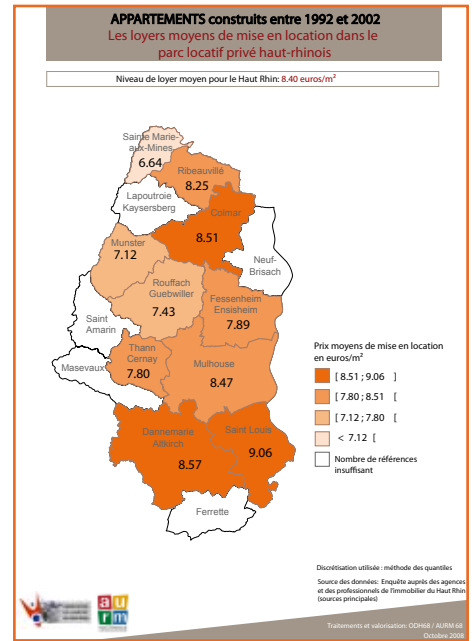 APPARTEMENTS construits entre 1992 et 2002
Les loyers moyens de mise en location dans le
parc locatif privé haut-rhinois
Niveau de loyer moyen pour le Haut Rhin: 8.40 euros/m²
Sainte Marie-
aux-Mines
6.64
Ribeauvillé
8.25
Lapoutroie
Kaysersberg
Colmar
8.51
Munster
7.12
Neuf-
Brisach
Rouffach
Guebwiller
7.43
Fessenheim
Ensisheim
7.89
Saint
Amarin
Thann
Cernay
7.80
Masevaux
Mulhouse
8.47
Dannemarie
Altkirch
8.57
Saint Louis
9.06
Ferrette
Prix moyens de mise en location
en euros/m²
[ 8.51 ; 9.06 ]
[ 7.80 ; 8.51 [
[ 7.12 ; 7.80 [
< 7.12 [
Nombre de références
insuffisant
Discrétisation utilisée : méthode des quantiles
Source des données: Enquête auprès des agences
et des professionnels de l'immobilier du Haut Rhin
(sources principales)
au
rm
Traitements et valorisation: ODH68 / AURM 68
Octobre 2008